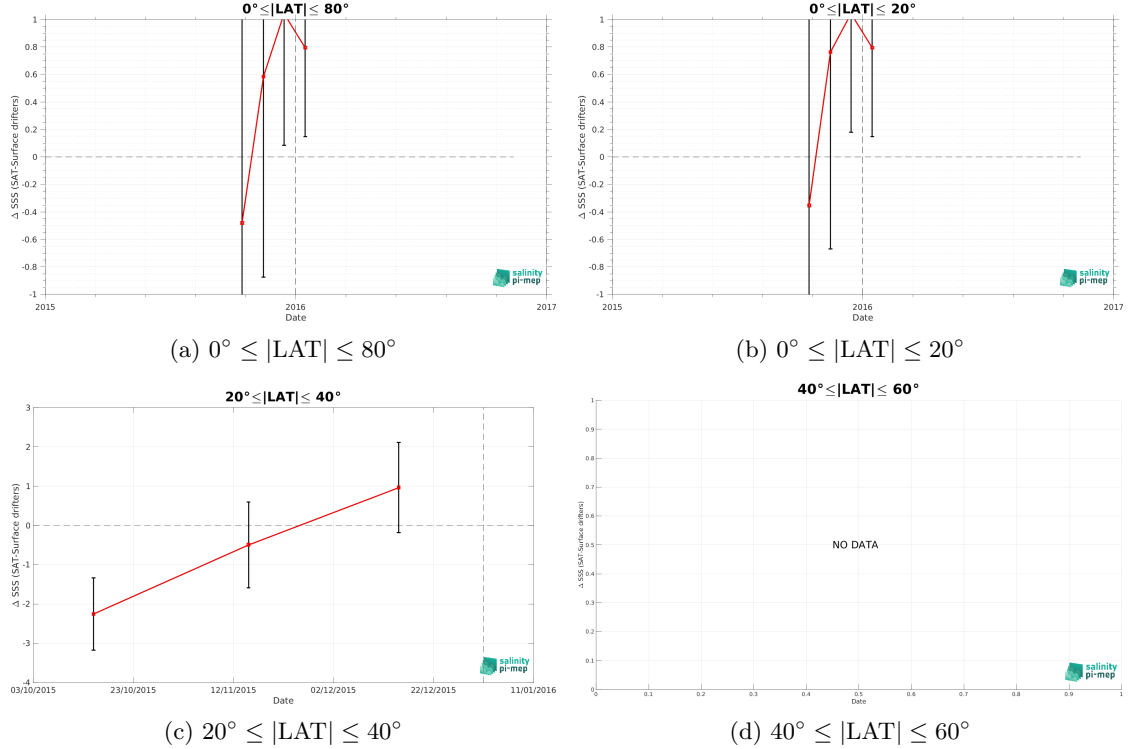 0°≤|LAT|≤ 80°
1
0.8
0.6
0.4
0.2
0
-0.2
-0.4
-0.6
-0.8
-1
Δ SSS (SAT-Surface drifters)
2015
2016
2017
Date
salinity
pi-mep
(a) 0° ≤ |LAT| ≤ 80°
0°≤|LAT|≤ 20°
1
0.8
0.6
0.4
0.2
0
-0.2
-0.4
-0.6
-0.8
-1
Δ SSS (SAT-Surface drifters)
2015
2016
2017
Date
salinity
pi-mep
(b) 0° ≤ |LAT| ≤ 20°
20°≤|LAT|≤ 40°
3
2
1
0
-1
-2
-3
-4
Δ SSS (SAT-Surface drifters)
03/10/2015
23/10/2015
12/11/2015
02/12/2015
22/12/2015
11/01/2016
Date
salinity
pi-mep
(c) 20° ≤ |LAT| ≤ 40°
40°≤|LAT|≤ 60°
1
0.9
0.8
0.7
0.6
0.5
0.4
0.3
0.2
0.1
0
Δ SSS (SAT-Surface drifters)
NO DATA
0
0.1
0.2
0.3
0.4
0.5
0.6
0.7
0.8
0.9
1
Date
salinity
pi-mep
(d) 40° ≤ |LAT| ≤ 60°